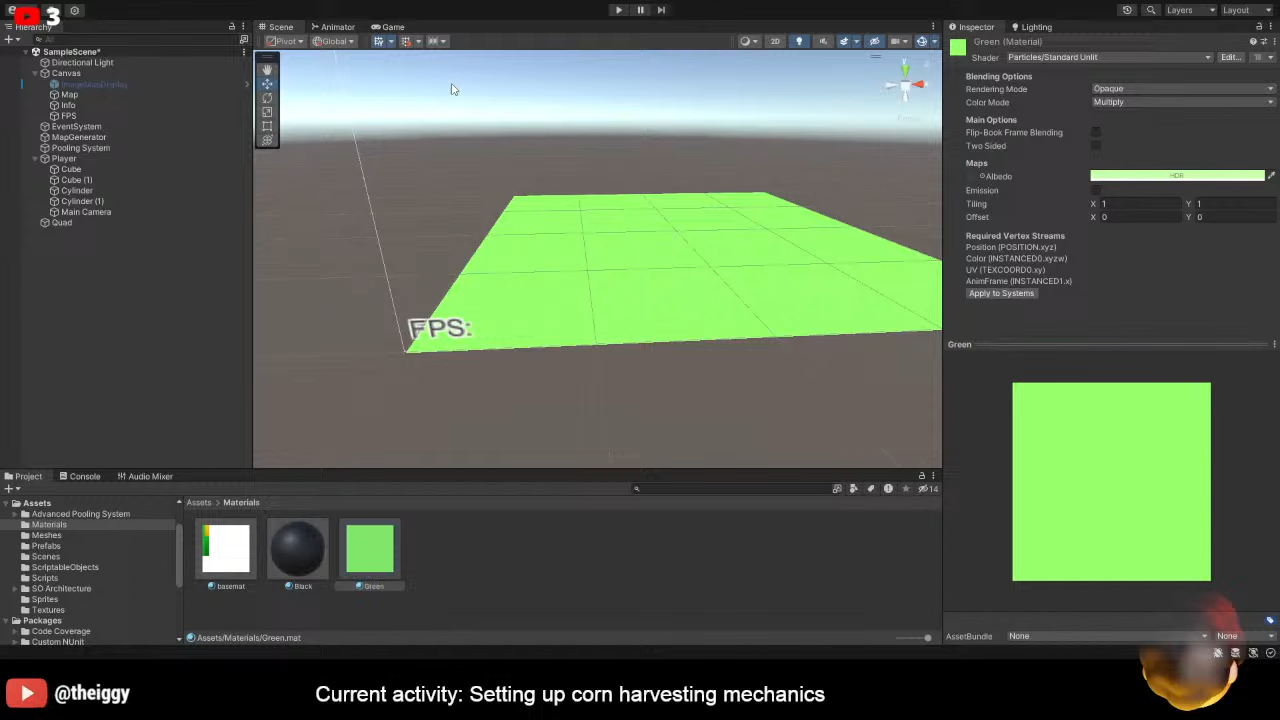 3
Layers
Layout
Hierarchy
Scene
Animator
Game
Inspector
Lighting
All
Pivot
Global
2D
SampleScene*
Directional Light
Canvas
ImageMapDisplay
Map
Info
FPS
EventSystem
MapGenerator
Pooling System
Player
Cube
Cube (1)
Cylinder
Cylinder (1)
Main Camera
Quad
FPS:
Green (Material)
Shader
Particles/Standard Unlit
Edit...
Blending Options
Rendering Mode
Opaque
Color Mode
Multiply
Main Options
Flip-Book Frame Blending
Two Sided
Maps
Albedo
HDR
Emission
Tiling
X 1
Y 1
Offset
X 0
Y 0
Required Vertex Streams
Position (POSITION.xyz)
Color (INSTANCED0.xyzw)
UV (TEXCOORD0.xy)
AnimFrame (INSTANCED1.x)
Apply to Systems
Green
AssetBundle
None
None
Project
Console
Audio Mixer
14
Assets
Advanced Pooling System
Materials
Meshes
Prefabs
Scenes
ScriptableObjects
Scripts
SO Architecture
Sprites
Textures
Packages
Code Coverage
Custom NUnit
Assets > Materials
basemat
Black
Green
Assets/Materials/Green.mat
@theiggy
Current activity: Setting up corn harvesting mechanics